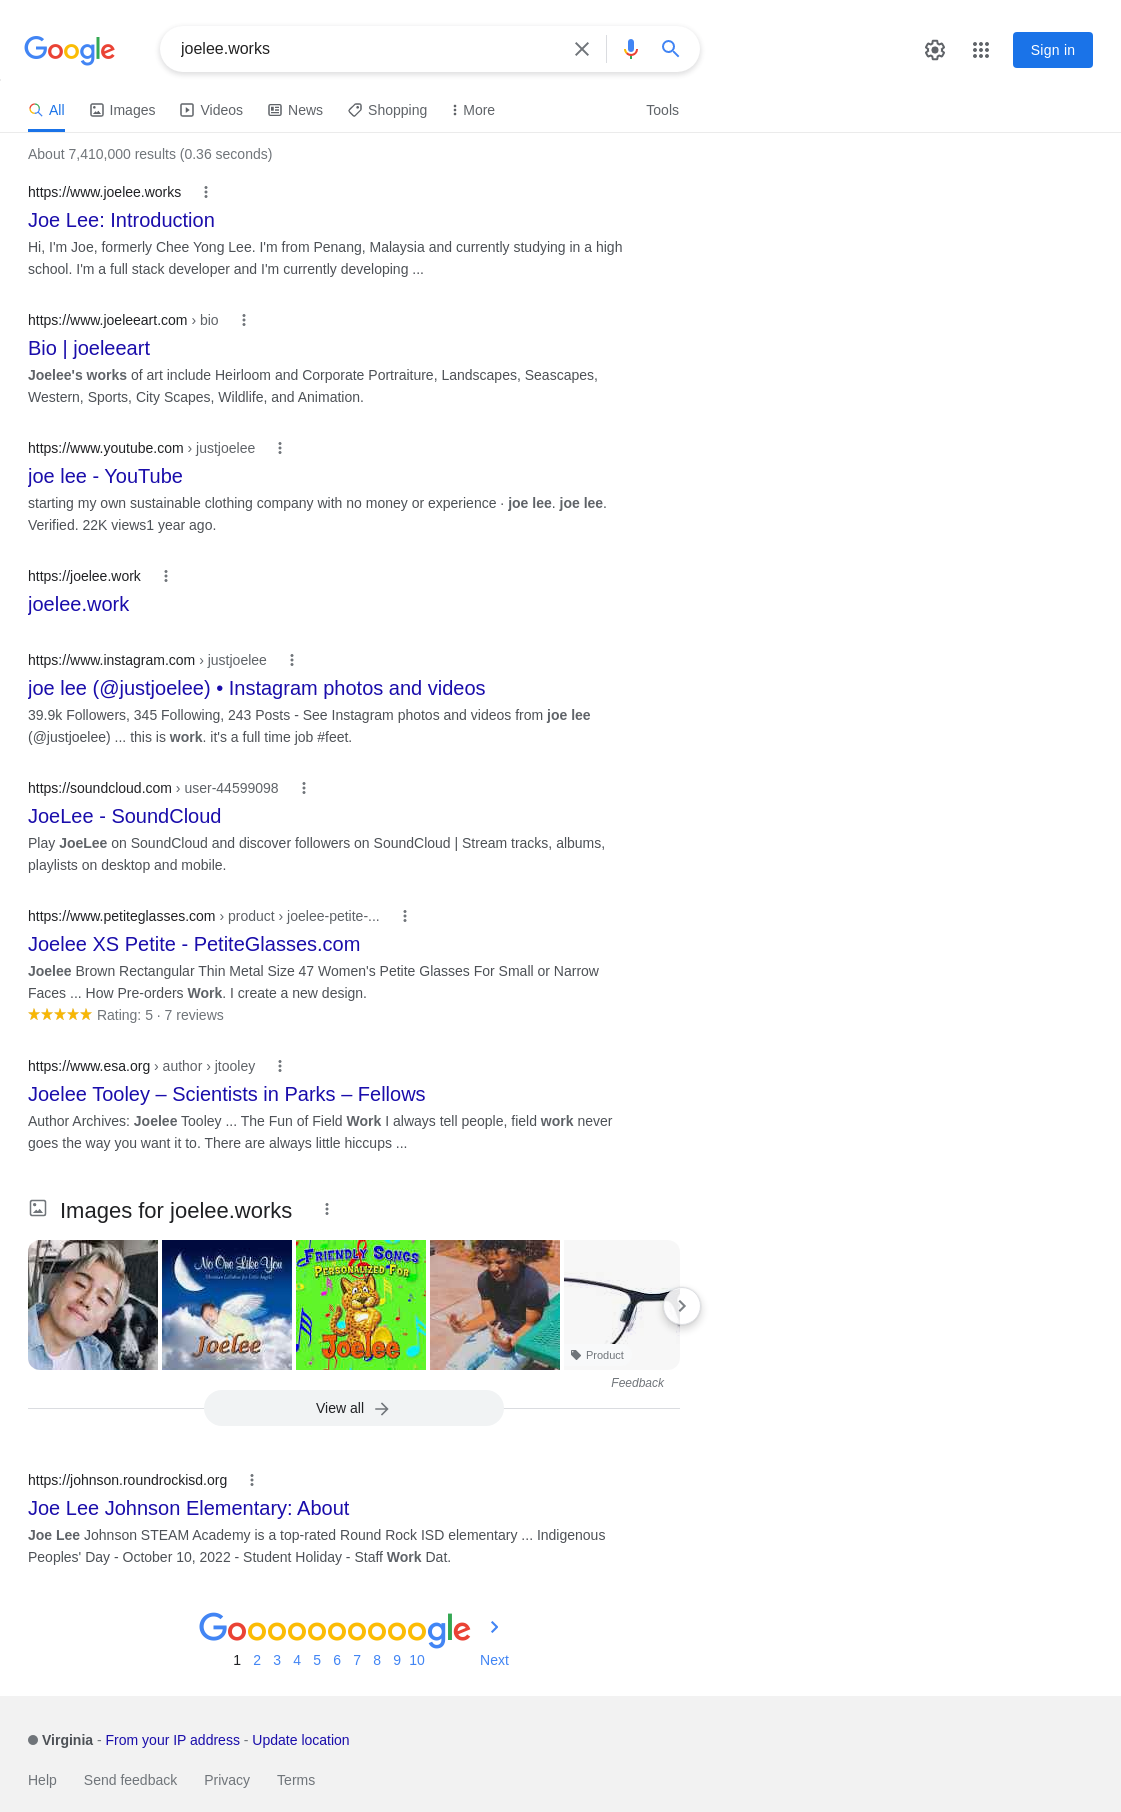 Google
joelee.works
Sign in
All
Images
Videos
News
Shopping
More
Tools
About 7,410,000 results (0.36 seconds)
https://www.joelee.works
Joe Lee: Introduction
Hi, I'm Joe, formerly Chee Yong Lee. I'm from Penang, Malaysia and currently studying in a high
school. I'm a full stack developer and I'm currently developing ...
https://www.joeleeart.com › bio
Bio | joeleeart
Joelee's works of art include Heirloom and Corporate Portraiture, Landscapes, Seascapes,
Western, Sports, City Scapes, Wildlife, and Animation.
https://www.youtube.com › justjoelee
joe lee - YouTube
starting my own sustainable clothing company with no money or experience · joe lee. joe lee.
Verified. 22K views1 year ago.
https://joelee.work
joelee.work
https://www.instagram.com › justjoelee
joe lee (@justjoelee) • Instagram photos and videos
39.9k Followers, 345 Following, 243 Posts - See Instagram photos and videos from joe lee
(@justjoelee) ... this is work. it's a full time job #feet.
https://soundcloud.com › user-44599098
JoeLee - SoundCloud
Play JoeLee on SoundCloud and discover followers on SoundCloud | Stream tracks, albums,
playlists on desktop and mobile.
https://www.petiteglasses.com › product › joelee-petite-...
Joelee XS Petite - PetiteGlasses.com
Joelee Brown Rectangular Thin Metal Size 47 Women's Petite Glasses For Small or Narrow
Faces ... How Pre-orders Work. I create a new design.
Rating: 5 · 7 reviews
https://www.esa.org › author › jtooley
Joelee Tooley – Scientists in Parks – Fellows
Author Archives: Joelee Tooley ... The Fun of Field Work I always tell people, field work never
goes the way you want it to. There are always little hiccups ...
Images for joelee.works
No One Like You
Joelee
FRIENDLY SONGS
PERSONALIZED FOR
Joelee
Product
Feedback
View all
https://johnson.roundrockisd.org
Joe Lee Johnson Elementary: About
Joe Lee Johnson STEAM Academy is a top-rated Round Rock ISD elementary ... Indigenous
Peoples' Day - October 10, 2022 - Student Holiday - Staff Work Dat.
Goooooooooogle
1 2 3 4 5 6 7 8 9 10 Next
Virginia - From your IP address - Update location
Help
Send feedback
Privacy
Terms